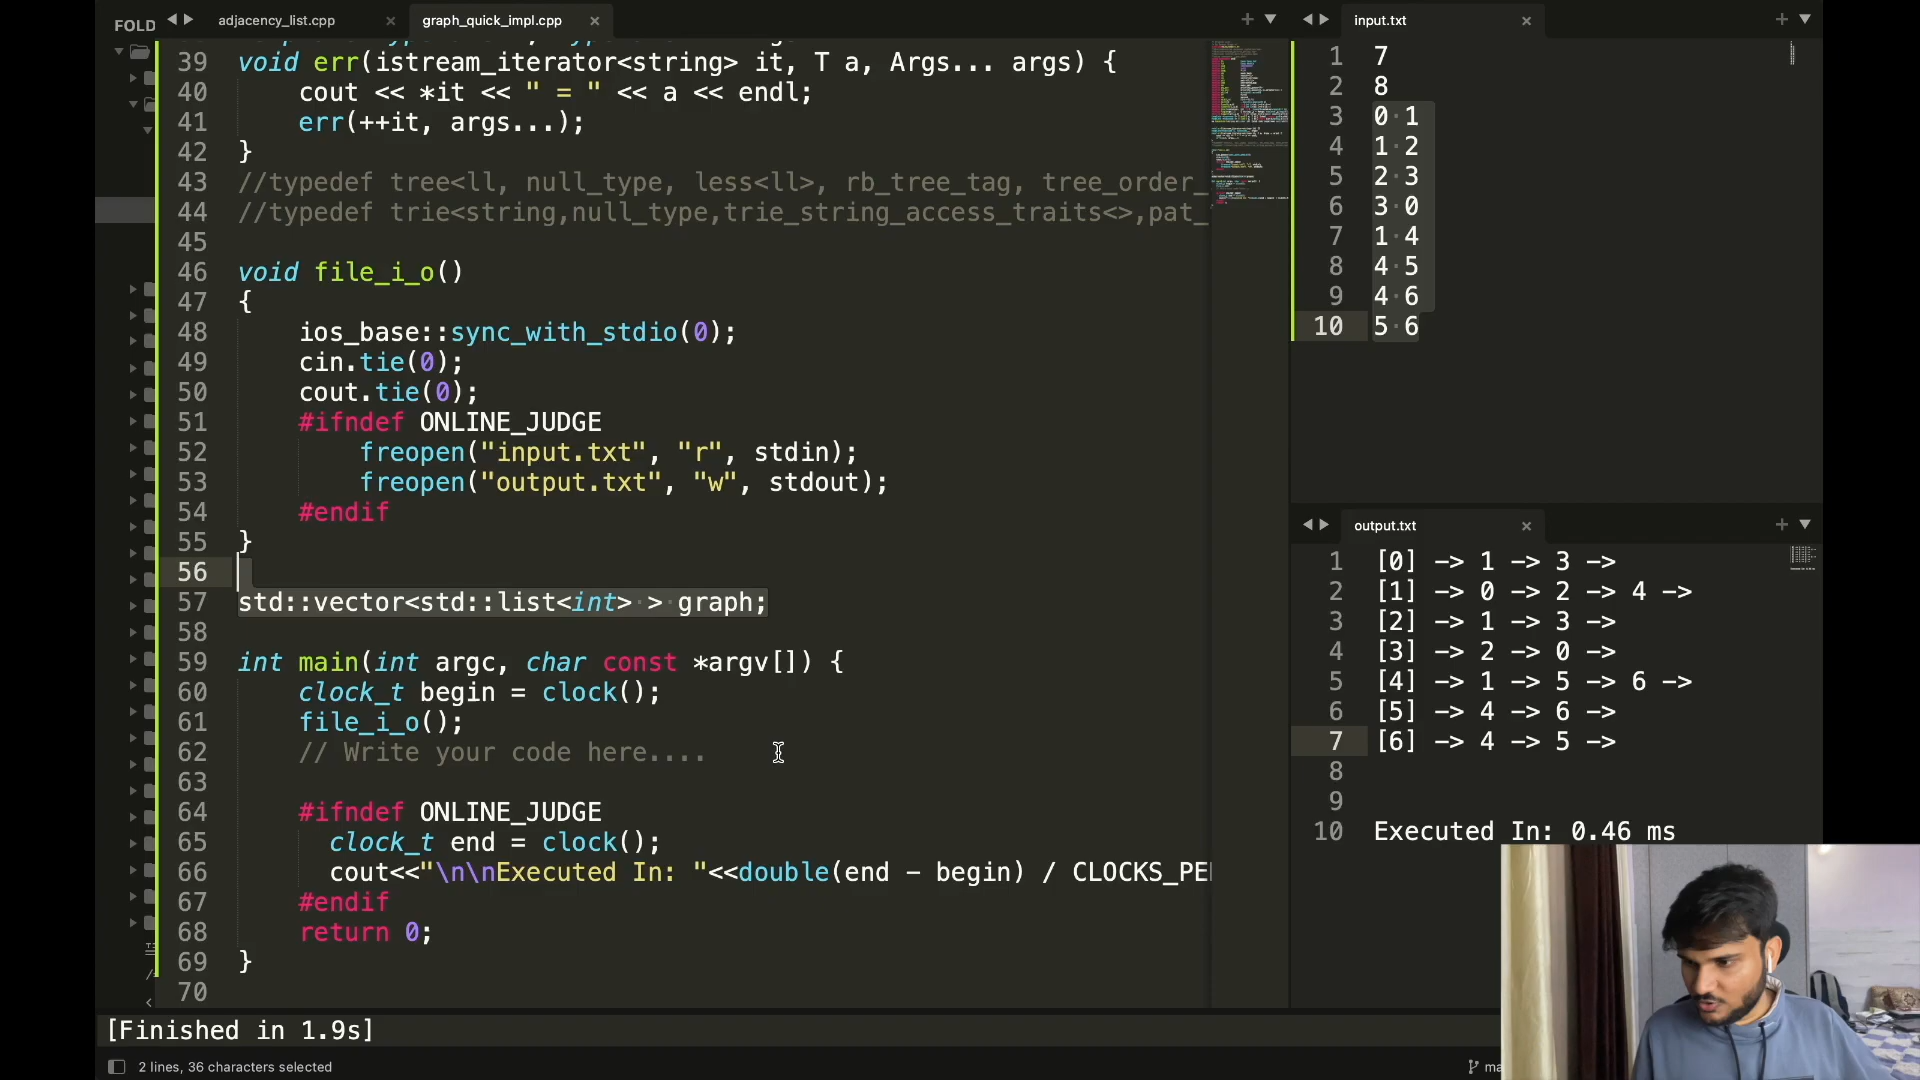 FOLD
adjacency_list.cpp
graph_quick_impl.cpp
39 void err(istream_iterator<string> it, T a, Args... args) {
40 cout << *it << " = " << a << endl;
41 err(++it, args...);
42 }
43 //typedef tree<ll, null_type, less<ll>, rb_tree_tag, tree_order_
44 //typedef trie<string,null_type,trie_string_access_traits<>,pat_
45
46 void file_i_o()
47 {
48 ios_base::sync_with_stdio(0);
49 cin.tie(0);
50 cout.tie(0);
51 #ifndef ONLINE_JUDGE
52 freopen("input.txt", "r", stdin);
53 freopen("output.txt", "w", stdout);
54 #endif
55 }
56
57 std::vector<std::list<int> > graph;
58
59 int main(int argc, char const *argv[]) {
60 clock_t begin = clock();
61 file_i_o();
62 // Write your code here....
63
64 #ifndef ONLINE_JUDGE
65 clock_t end = clock();
66 cout<<"\n\nExecuted In: "<<double(end - begin) / CLOCKS_PE
67 #endif
68 return 0;
69 }
70
input.txt
1 7
2 8
3 0 1
4 1 2
5 2 3
6 3 0
7 1 4
8 4 5
9 4 6
10 5 6
output.txt
1 [0] -> 1 -> 3 ->
2 [1] -> 0 -> 2 -> 4 ->
3 [2] -> 1 -> 3 ->
4 [3] -> 2 -> 0 ->
5 [4] -> 1 -> 5 -> 6 ->
6 [5] -> 4 -> 6 ->
7 [6] -> 4 -> 5 ->
8
9
10 Executed In: 0.46 ms
[Finished in 1.9s]
2 lines, 36 characters selected
ma